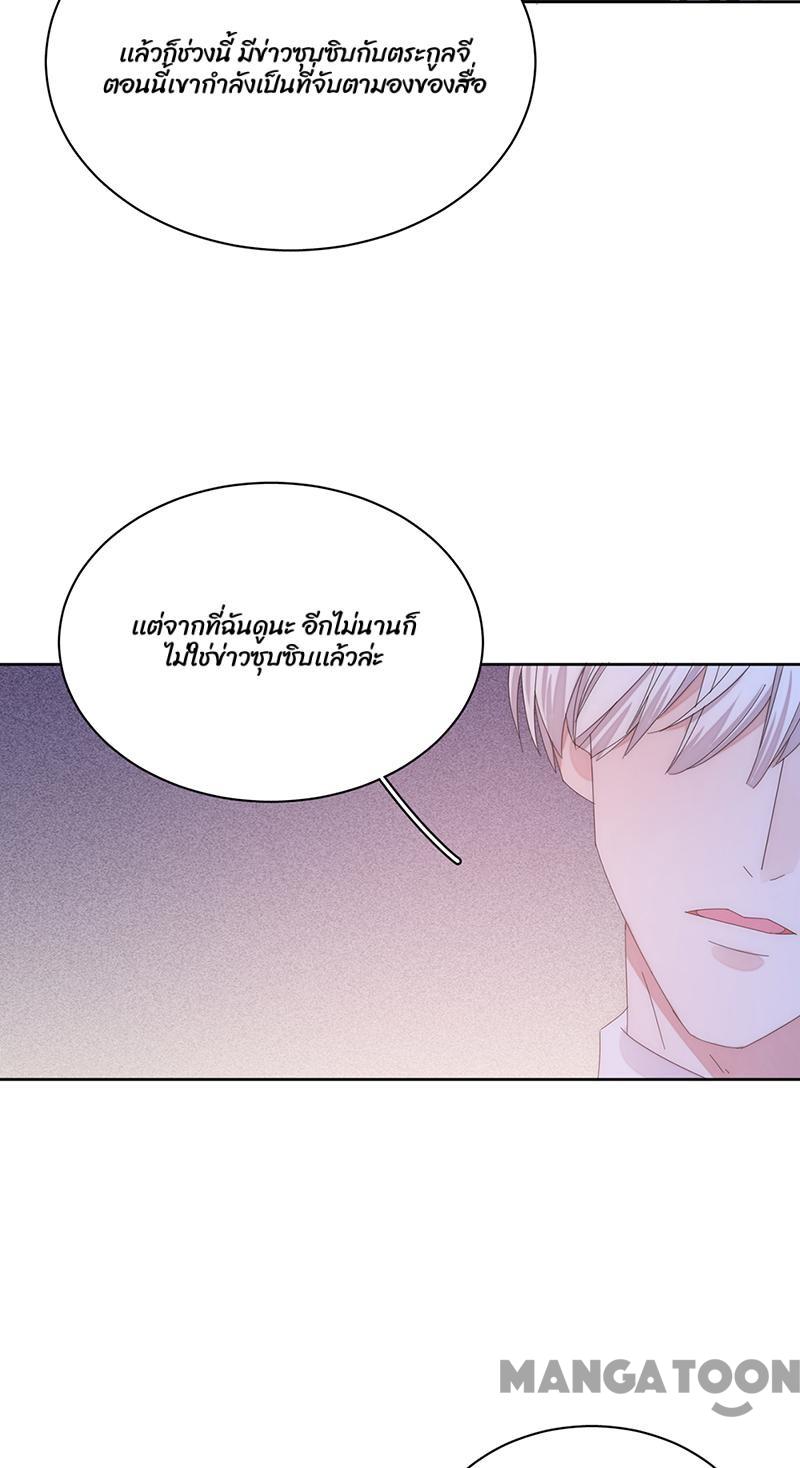 แล้วก็ช่วงนี้ มีข่าวซุบซิบกับตระกูลจี
ตอนนี้เขากำลังเป็นที่จับตามองของสื่อ
แต่จากที่ฉันดูนะ อีกไม่นานก็
ไม่ใช่ข่าวซุบซิบแล้วล่ะ
MANGATOON